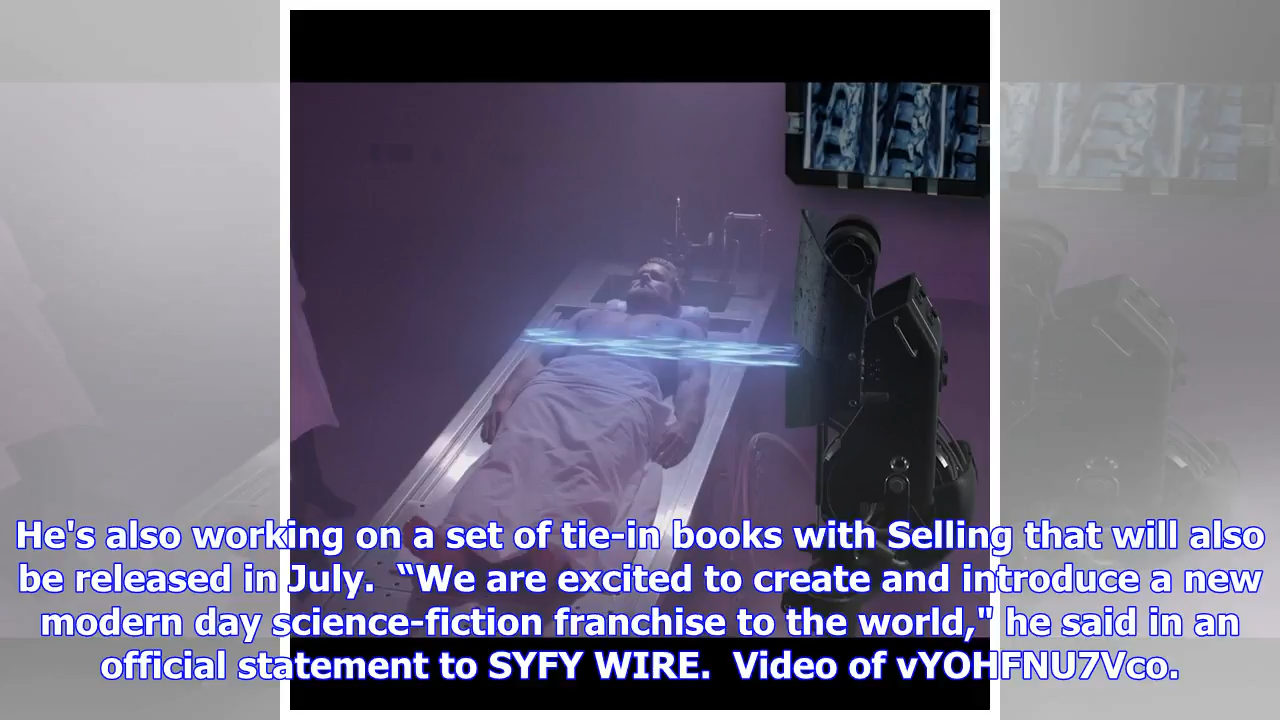 He's also working on a set of tie-in books with Selling that will also
be released in July.  “We are excited to create and introduce a new
modern day science-fiction franchise to the world," he said in an
official statement to SYFY WIRE.  Video of vYOHFNU7Vco.